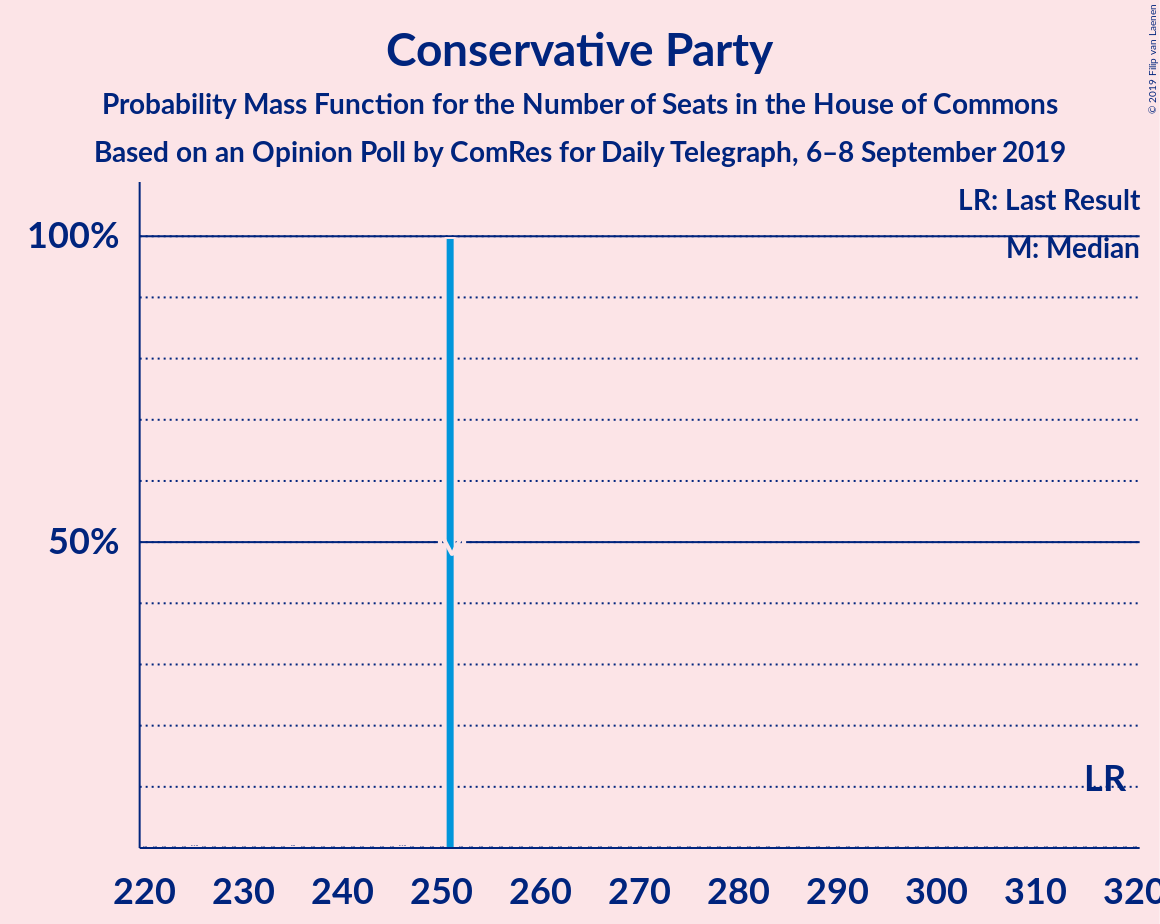 Conservative Party
Probability Mass Function for the Number of Seats in the House of Commons
Based on an Opinion Poll by ComRes for Daily Telegraph, 6–8 September 2019
© 2019 Filip van Laenen
LR: Last Result
M: Median
100%
50%
M
LR
220 230 240 250 260 270 280 290 300 310 320